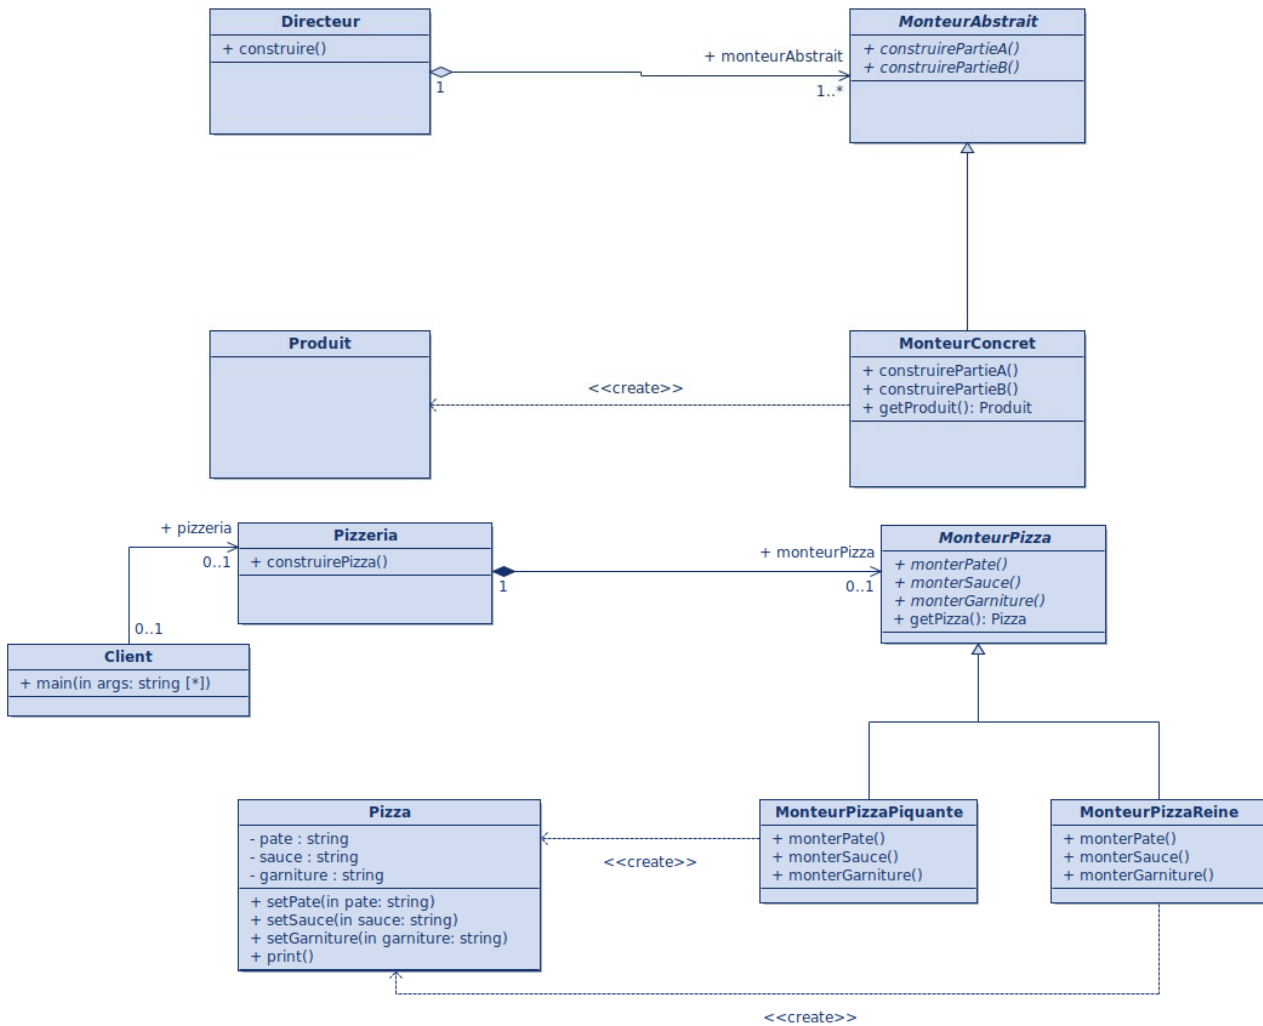 Directeur
+ construire()
MonteurAbstrait
+ construirePartieA()
+ construirePartieB()
+ monteurAbstrait
1
1..*
Produit
<<create>>
MonteurConcret
+ construirePartieA()
+ construirePartieB()
+ getProduit(): Produit
+ pizzeria
0..1
Pizzeria
+ construirePizza()
1
+ monteurPizza
0..1
MonteurPizza
+ monterPate()
+ monterSauce()
+ monterGarniture()
+ getPizza(): Pizza
0..1
Client
+ main(in args: string [*])
Pizza
- pate : string
- sauce : string
- garniture : string
+ setPate(in pate: string)
+ setSauce(in sauce: string)
+ setGarniture(in garniture: string)
+ print()
<<create>>
MonteurPizzaPiquante
+ monterPate()
+ monterSauce()
+ monterGarniture()
MonteurPizzaReine
+ monterPate()
+ monterSauce()
+ monterGarniture()
<<create>>